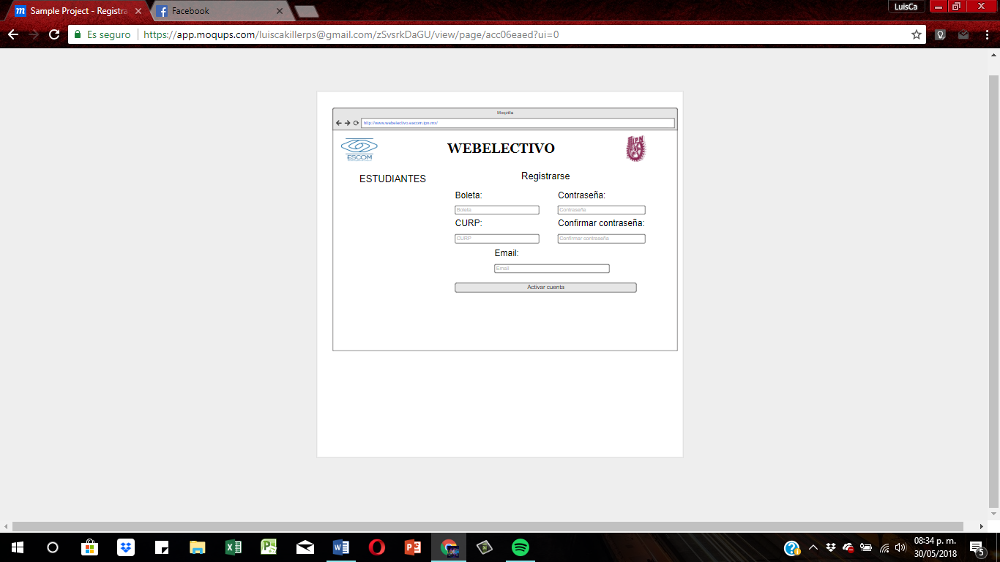 Sample Project - Registra
Facebook
LuisCa
Es seguro
https://app.moqups.com/luiscakillerps@gmail.com/zSvsrkDaGU/view/page/acc06eaed?ui=0
Moqzilla
http://www.webelectivo.escom.ipn.mx/
ESCOM
WEBELECTIVO
IPN
ESTUDIANTES
Registrarse
Boleta:
Contraseña:
Boleta
Contraseña
CURP:
Confirmar contraseña:
CURP
Confirmar contraseña
Email:
Email
Activar cuenta
08:34 p. m.
30/05/2018
5